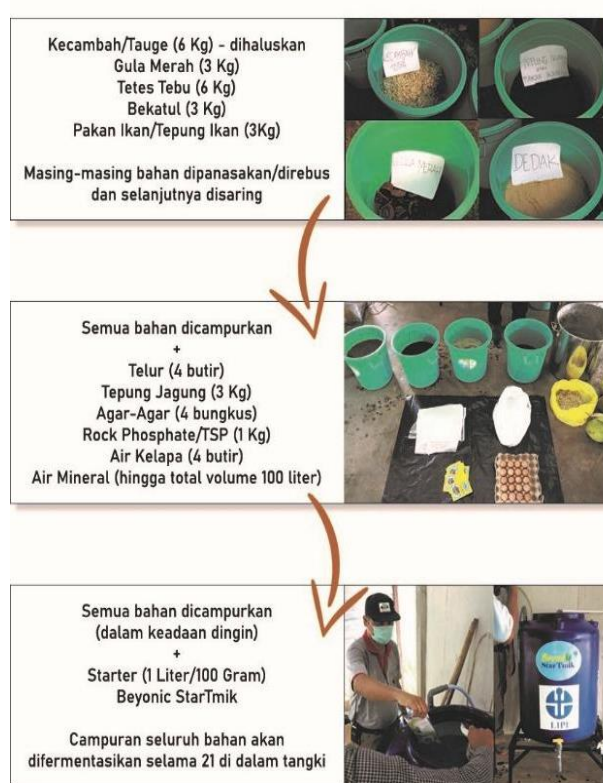 Kecambah/Tauge (6 Kg) - dihaluskan
Gula Merah (3 Kg)
Tetes Tebu (6 Kg)
Bekatul (3 Kg)
Pakan Ikan/Tepung Ikan (3Kg)
Masing-masing bahan dipanasakan/direbus
dan selanjutnya disaring
DEDAK
Semua bahan dicampurkan
+
Telur (4 butir)
Tepung Jagung (3 Kg)
Agar-Agar (4 bungkus)
Rock Phosphate/TSP (1 Kg)
Air Kelapa (4 butir)
Air Mineral (hingga total volume 100 liter)
Semua bahan dicampurkan
(dalam keadaan dingin)
+
Starter (1 Liter/100 Gram)
Beyonic StarTmik
Campuran seluruh bahan akan
difermentasikan selama 21 di dalam tangki
Beyonic
StarTmik
LIPI